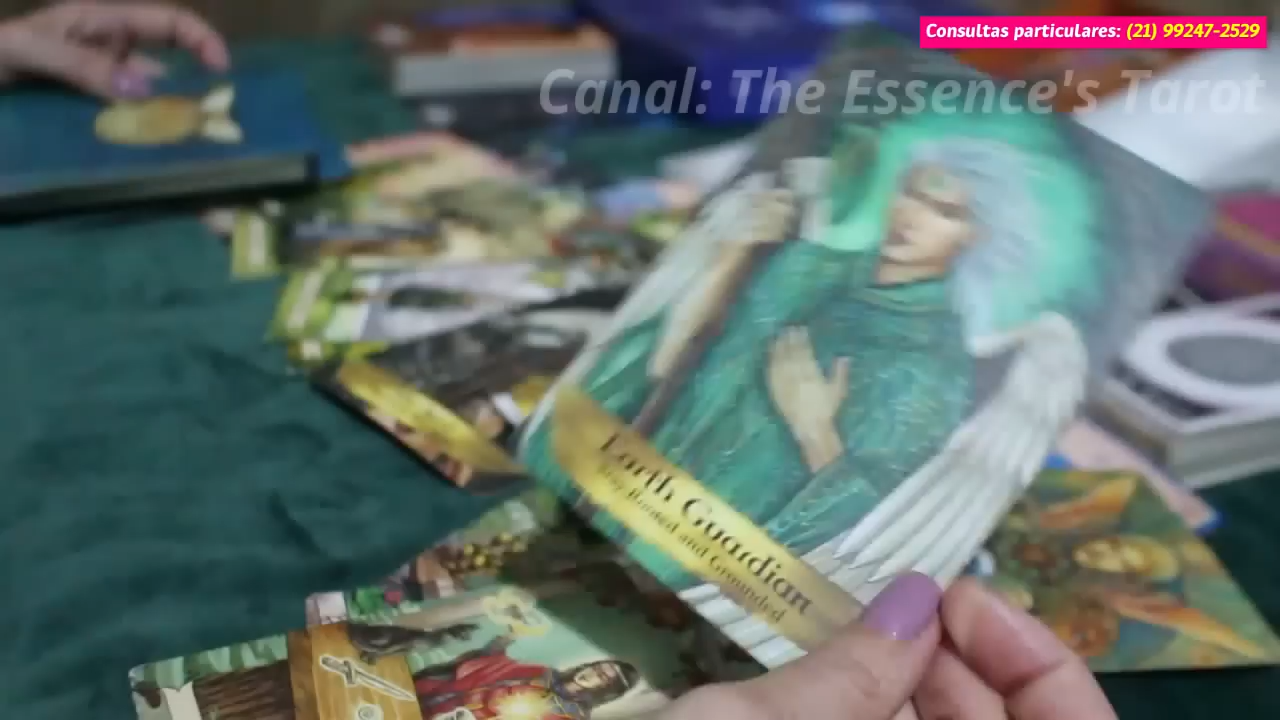 Consultas particulares: (21) 99247-2529
Canal: The Essence's Tarot
Earth Guardian
Stay Rooted and Grounded